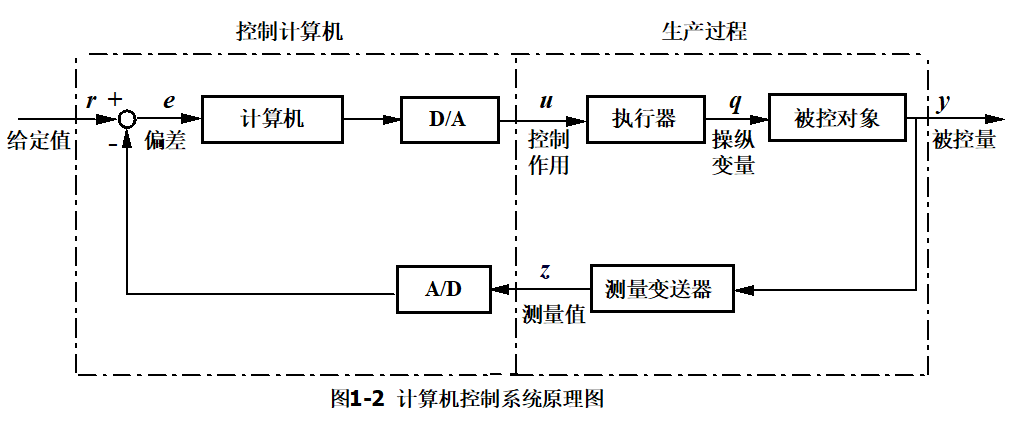 控制计算机
生产过程
r
+
e
u
q
y
给定值
-
偏差
计算机
D/A
控制
作用
执行器
操纵
变量
被控对象
被控量
A/D
z
测量值
测量变送器
图1-2 计算机控制系统原理图